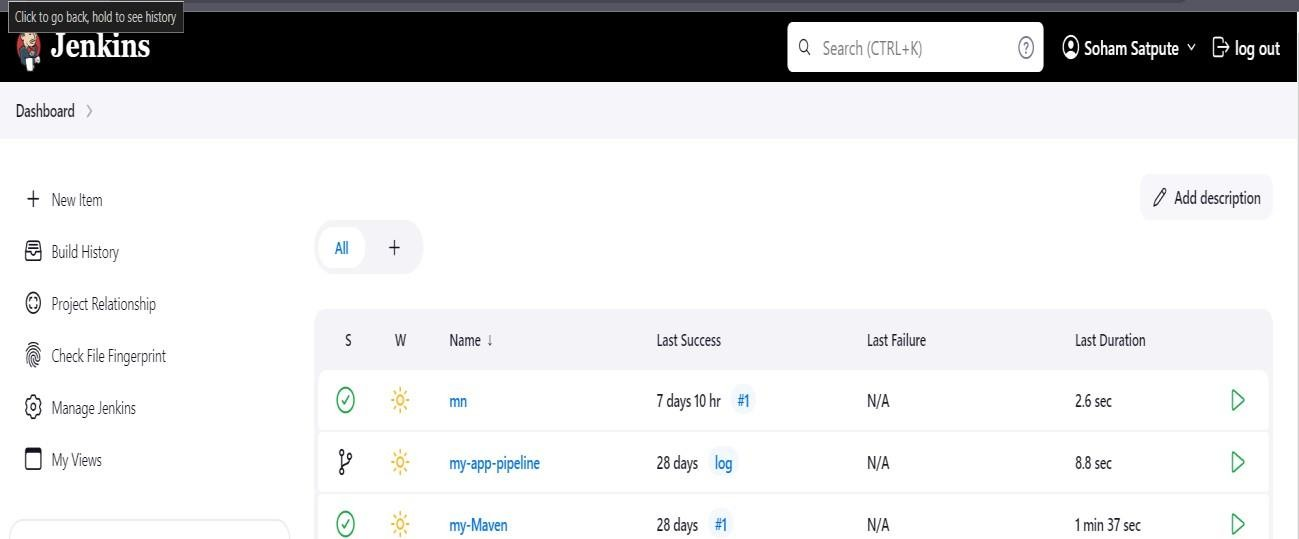 Click to go back, hold to see history
Jenkins
Search (CTRL+K)
?
Soham Satpute
log out
Dashboard
New Item
Build History
Project Relationship
Check File Fingerprint
Manage Jenkins
My Views
Add description
All +
S W Name ↓ Last Success Last Failure Last Duration
mn 7 days 10 hr #1 N/A 2.6 sec
my-app-pipeline 28 days log N/A 8.8 sec
my-Maven 28 days #1 N/A 1 min 37 sec